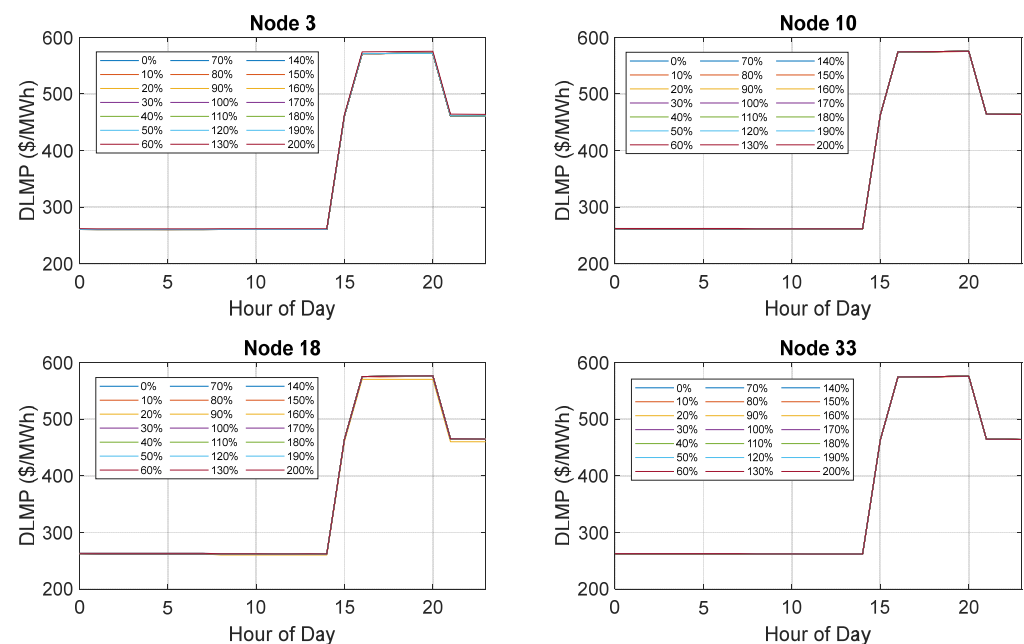 Node 3
600
500
400
300
200
DLMP ($/MWh)
0% 70% 140%
10% 80% 150%
20% 90% 160%
30% 100% 170%
40% 110% 180%
50% 120% 190%
60% 130% 200%
0 5 10 15 20
Hour of Day
Node 10
600
500
400
300
200
DLMP ($/MWh)
0% 70% 140%
10% 80% 150%
20% 90% 160%
30% 100% 170%
40% 110% 180%
50% 120% 190%
60% 130% 200%
0 5 10 15 20
Hour of Day
Node 18
600
500
400
300
200
DLMP ($/MWh)
0% 70% 140%
10% 80% 150%
20% 90% 160%
30% 100% 170%
40% 110% 180%
50% 120% 190%
60% 130% 200%
0 5 10 15 20
Hour of Day
Node 33
600
500
400
300
200
DLMP ($/MWh)
0% 70% 140%
10% 80% 150%
20% 90% 160%
30% 100% 170%
40% 110% 180%
50% 120% 190%
60% 130% 200%
0 5 10 15 20
Hour of Day